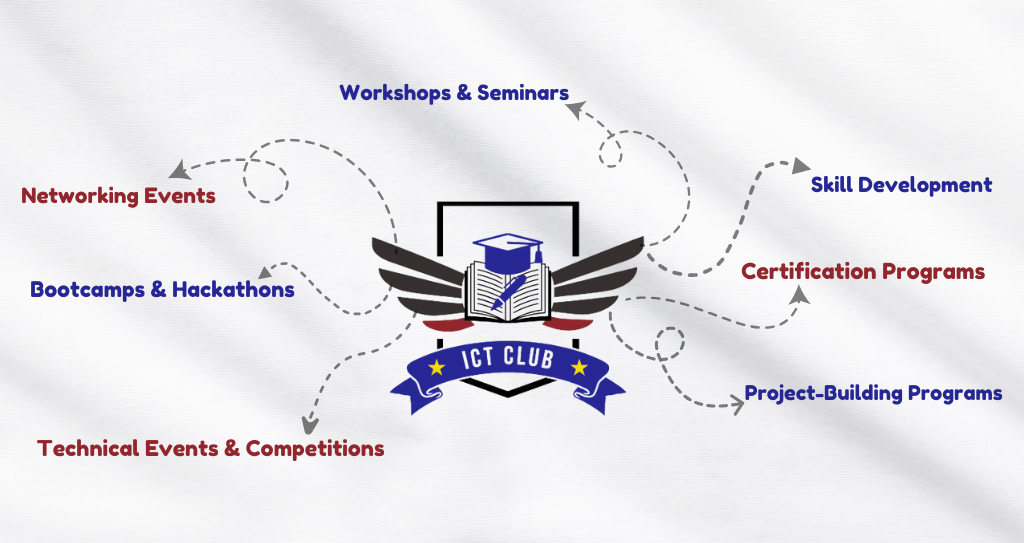 Workshops & Seminars
Networking Events
Skill Development
Certification Programs
Bootcamps & Hackathons
ICT CLUB
Project-Building Programs
Technical Events & Competitions